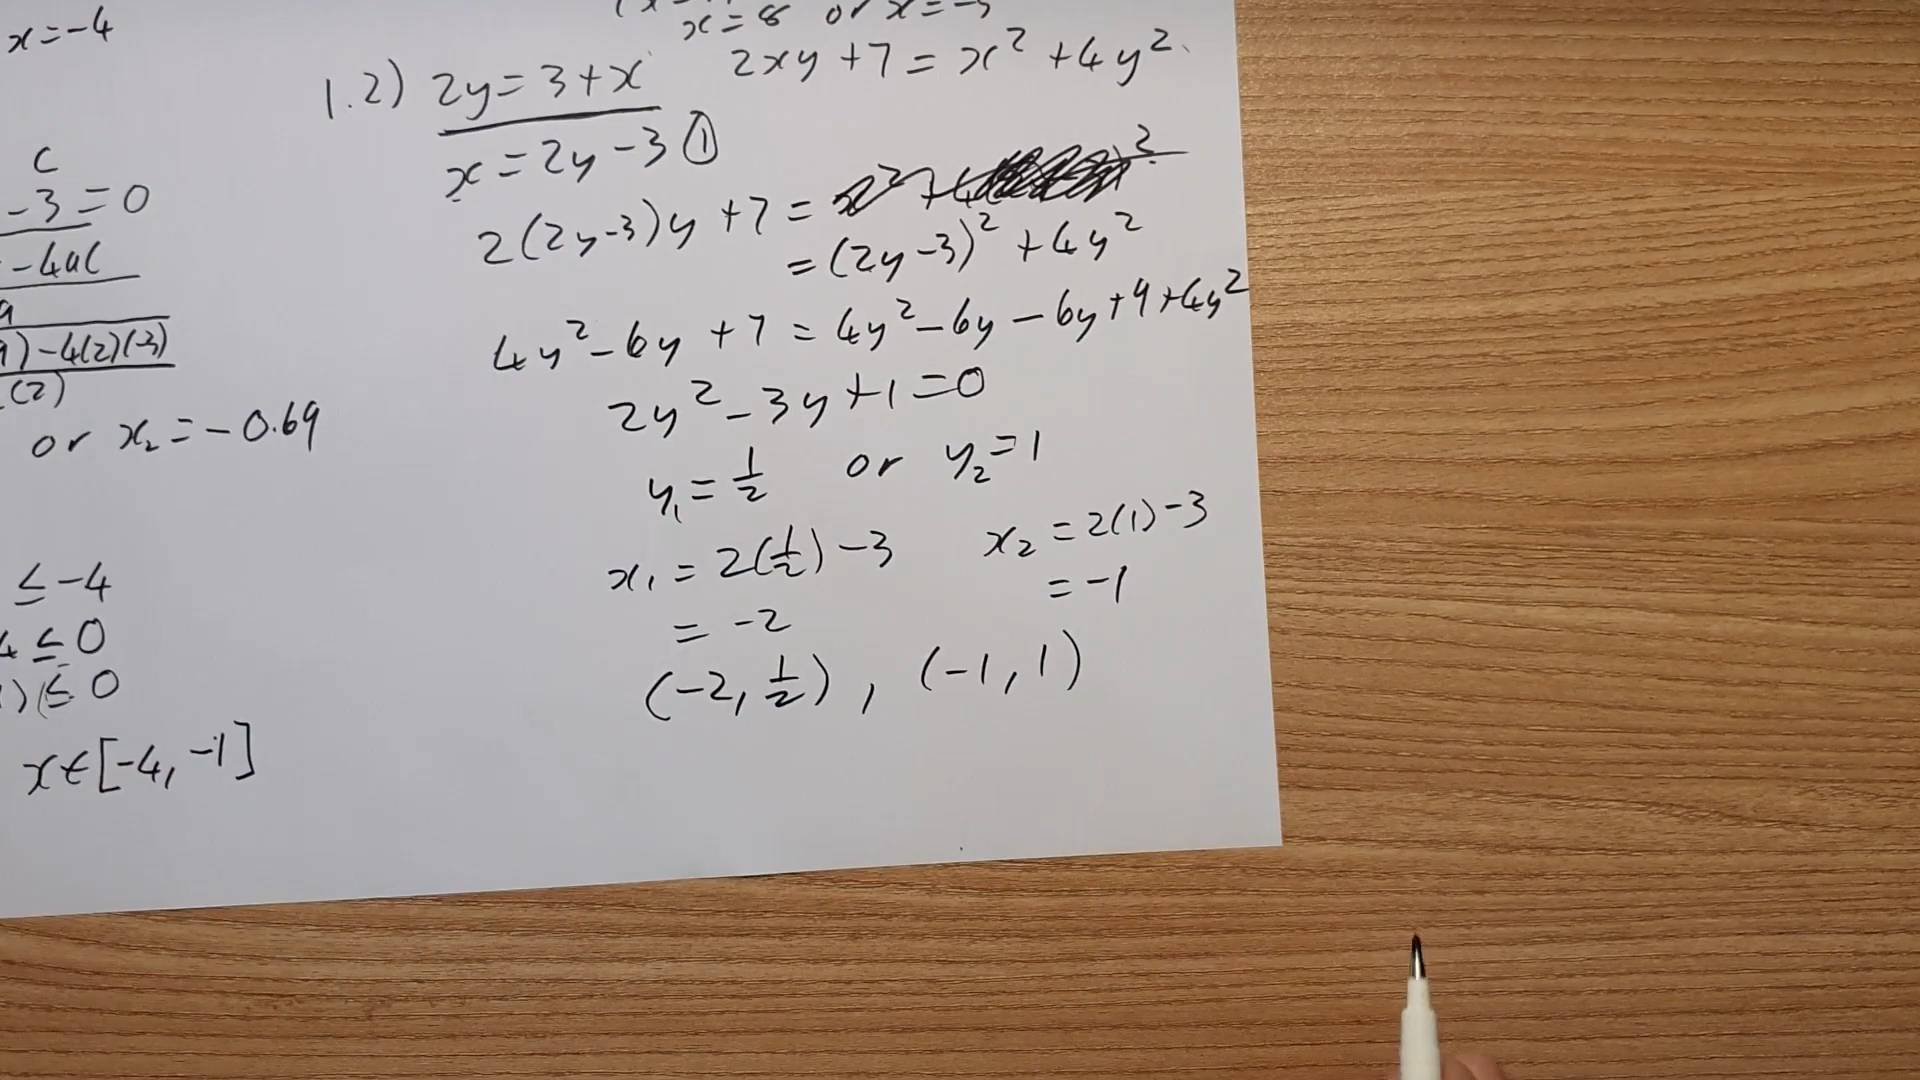 x=-4
x=8 or x=-5
1.2) 2y=3+x 2xy+7=x²+4y²
x=2y-3 ①
2(2y-3)y+7=
=(2y-3)²+4y²
4y²-6y+7=4y²-6y-6y+9+4y²
2y²-3y+1=0
y₁=1/2 or y₂=1
x₁=2(1/2)-3 x₂=2(1)-3
=-2 =-1
(-2,1/2), (-1,1)
c
-3=0
-4ac
)-4(2)(-3)
(2)
or x₂=-0.69
≤-4
≤0
)≤0
x∈[-4,-1]